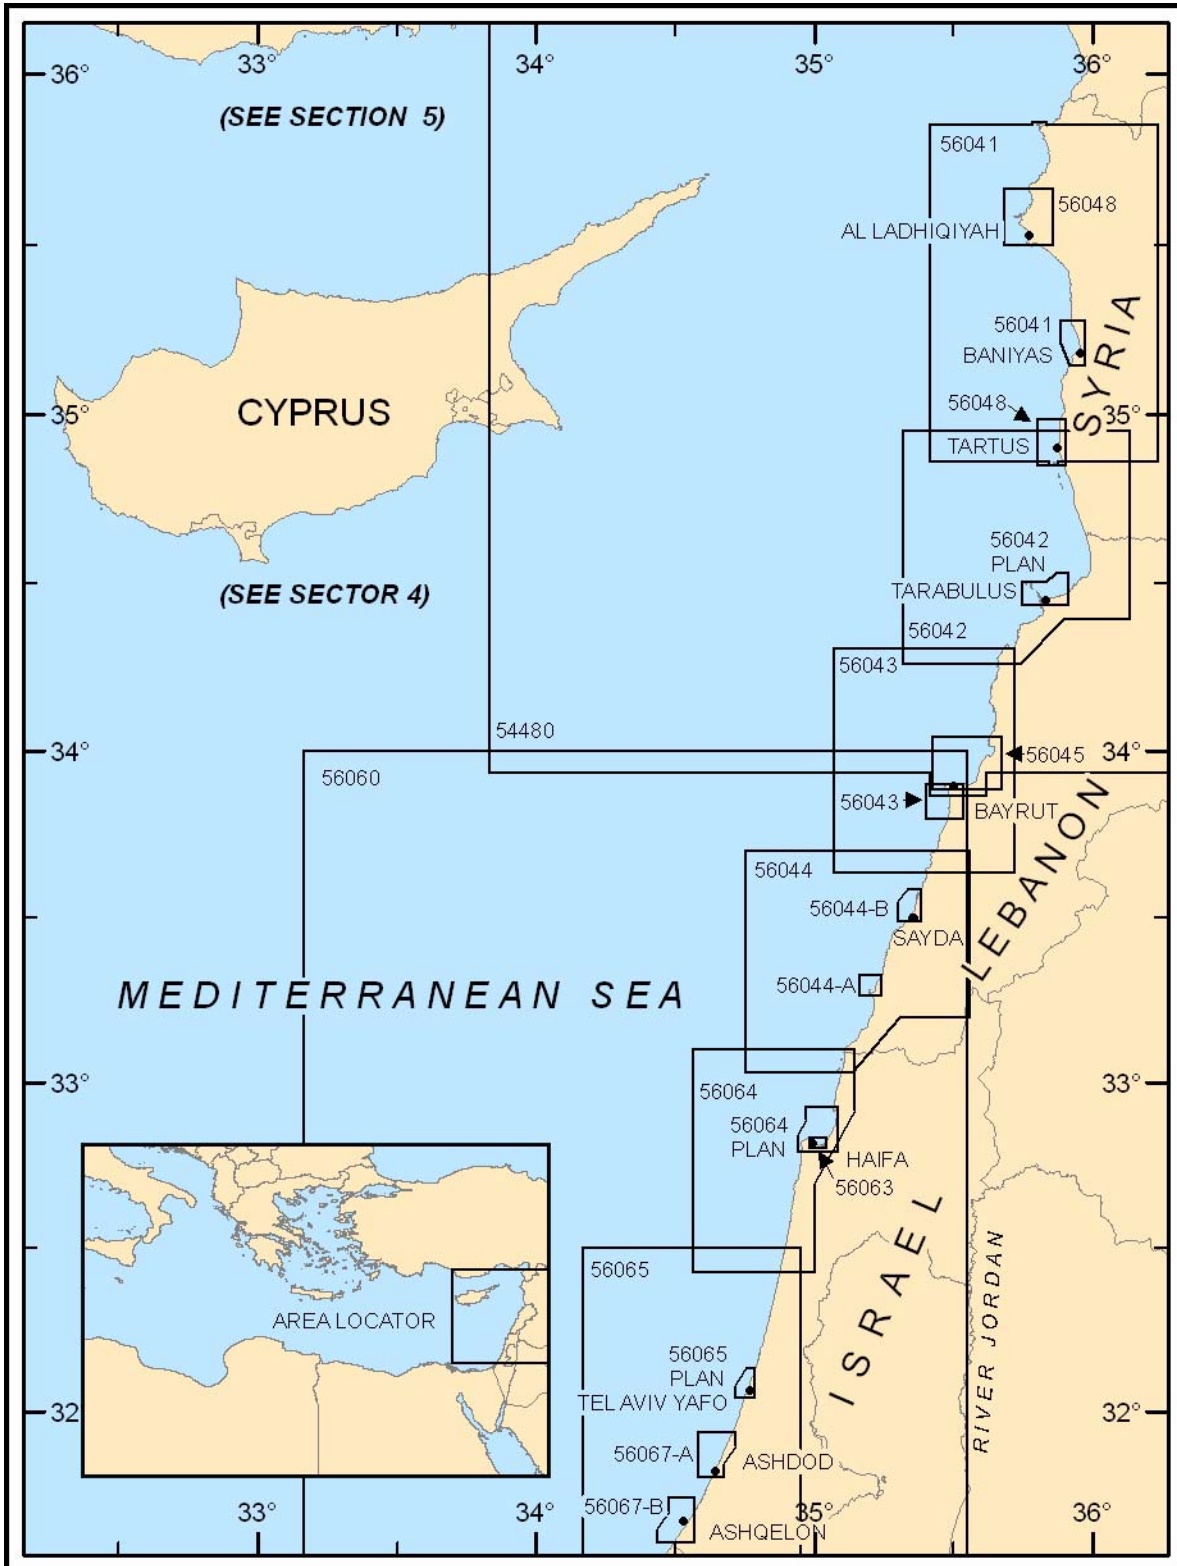 33°
34°
35°
36°
36°
(SEE SECTION 5)
56041
56048
AL LADHIQIYAH
56041
BANIYAS
SYRIA
56048
35°
CYPRUS
35°
TARTUS
56042
PLAN
(SEE SECTOR 4)
TARABULUS
56042
56043
54480
34°
56045
34°
56060
56043
BAYRUT
LEBANON
56044
56044-B
SAYDA
56044-A
MEDITERRANEAN SEA
33°
33°
56064
56064
PLAN
HAIFA
56063
ISRAEL
RIVER JORDAN
56065
AREA LOCATOR
56065
PLAN
TEL AVIV YAFO
32°
32°
56067-A
ASHDOD
56067-B
ASHQELON
33°
34°
35°
36°